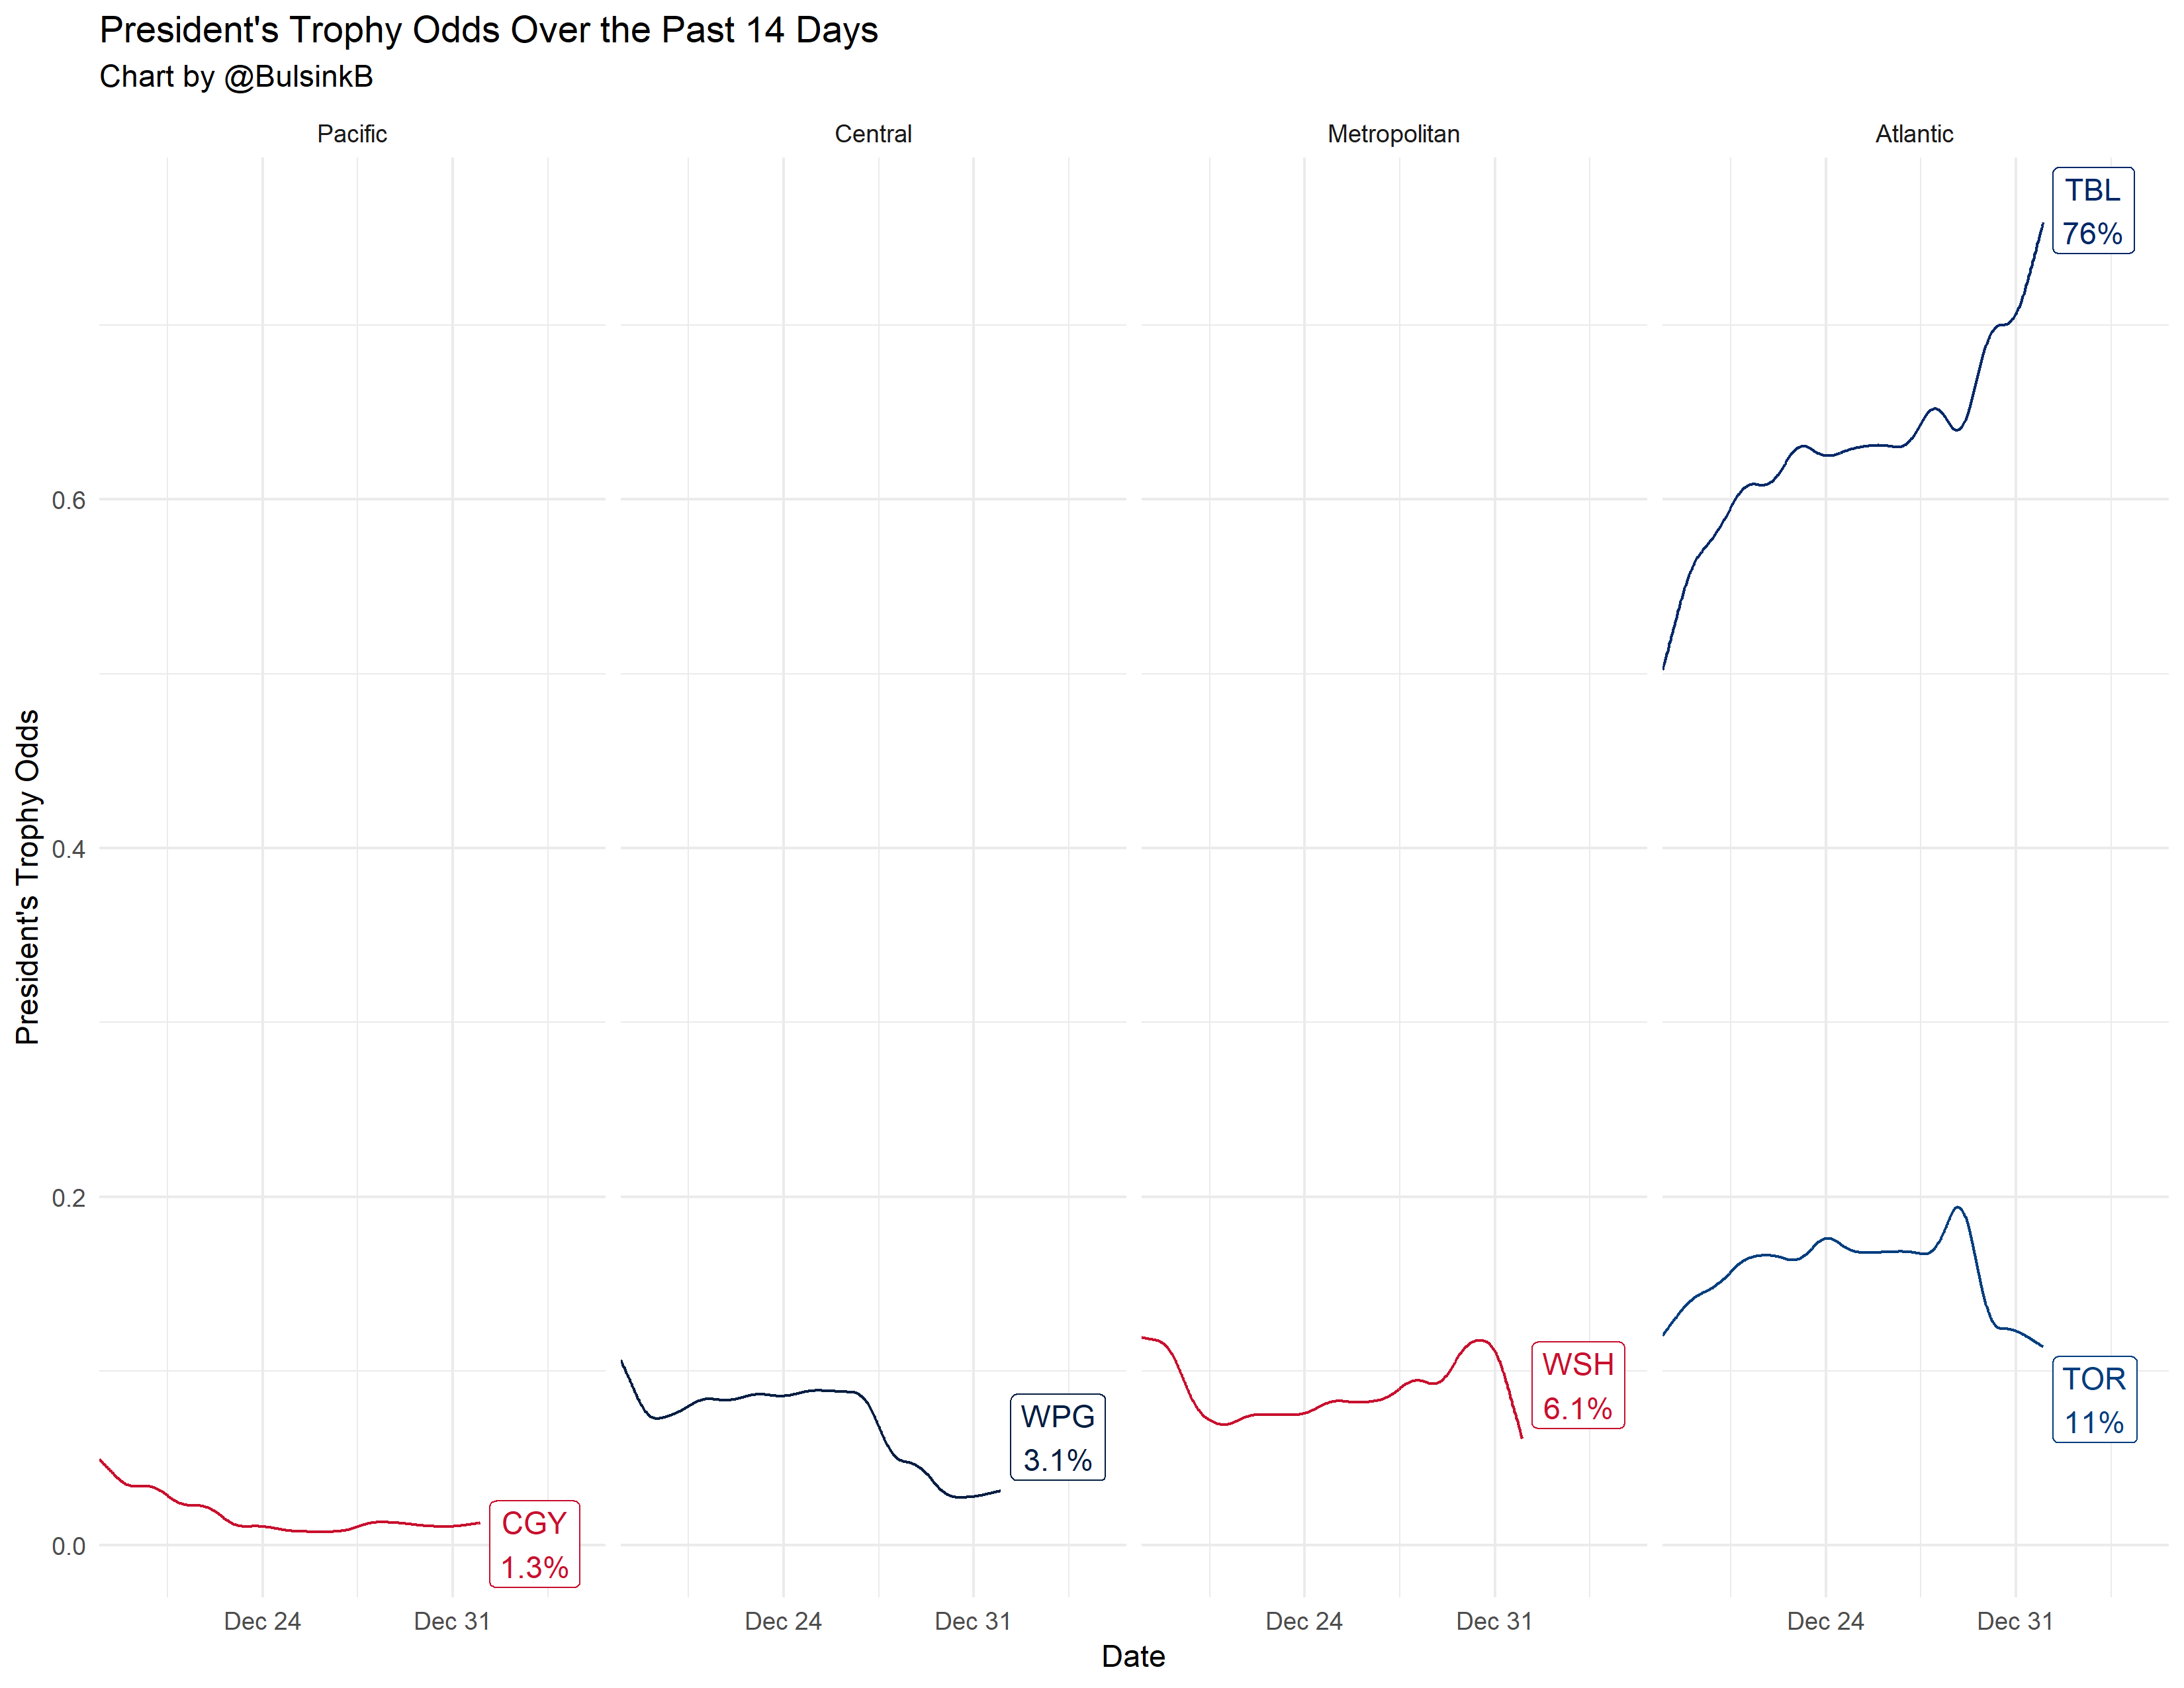 President's Trophy Odds Over the Past 14 Days
Chart by @BulsinkB
Pacific
Central
Metropolitan
Atlantic
TBL
76%
0.6
0.4
0.2
0.0
President's Trophy Odds
WSH
6.1%
TOR
11%
WPG
3.1%
CGY
1.3%
Dec 24
Dec 31
Dec 24
Dec 31
Dec 24
Dec 31
Dec 24
Dec 31
Date